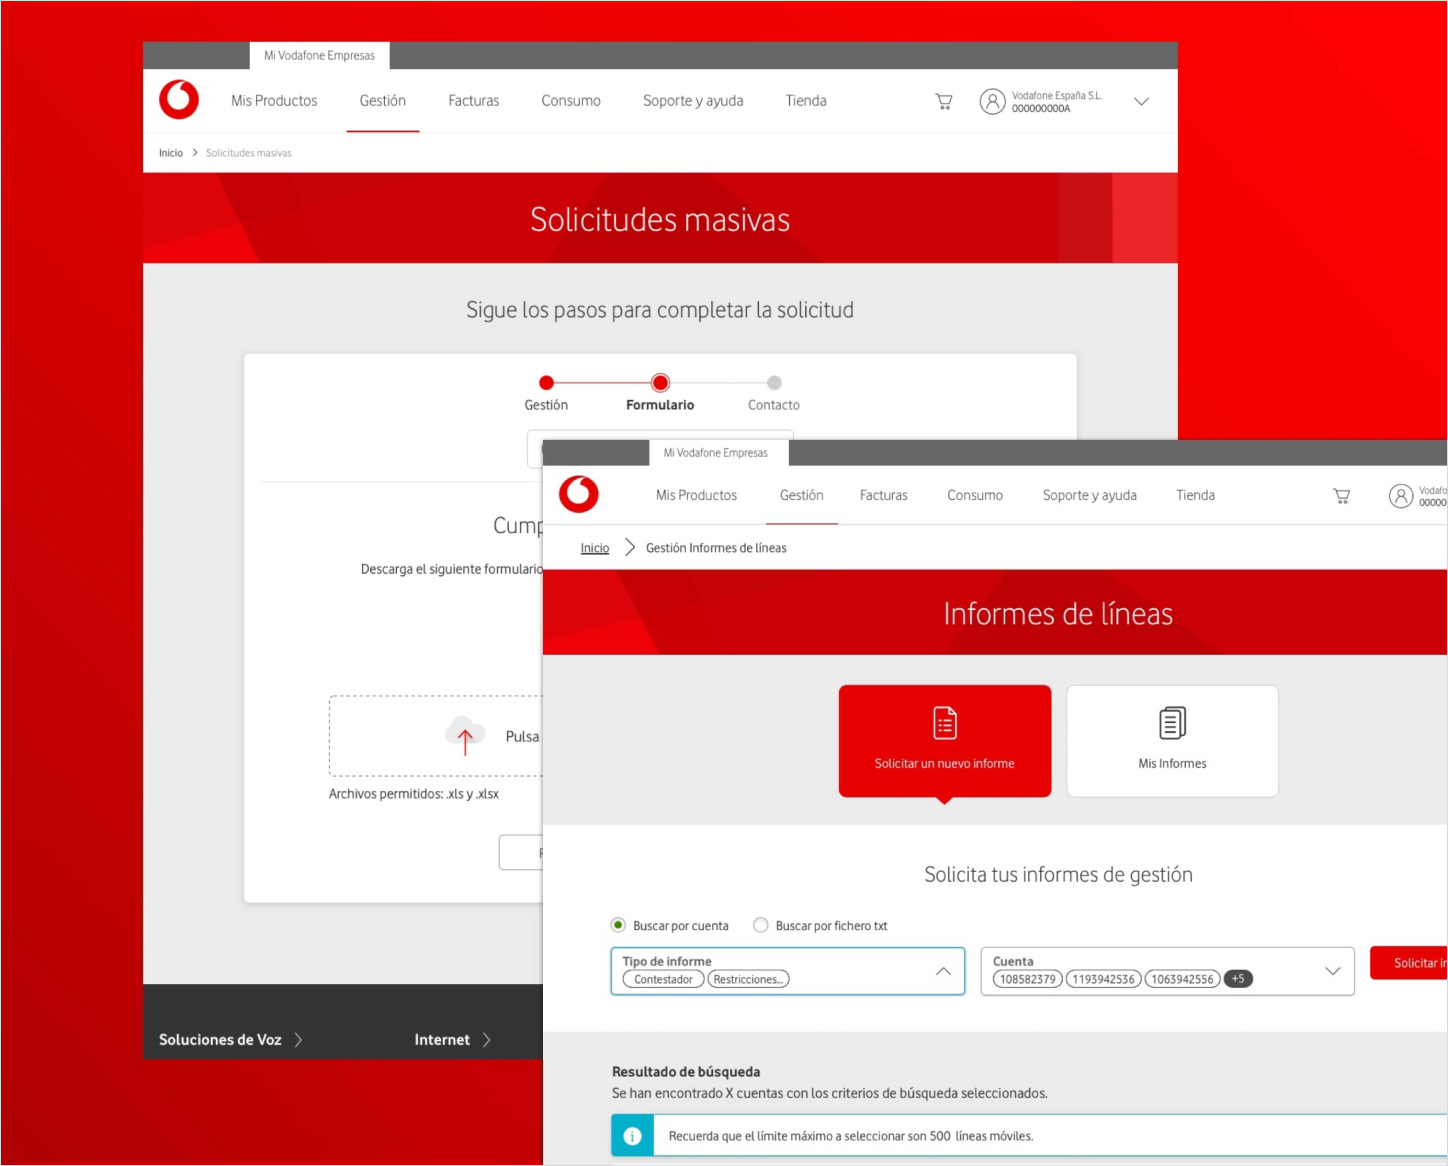 Mi Vodafone Empresas
Mis Productos Gestión Facturas Consumo Soporte y ayuda Tienda
Vodafone España S.L.
000000000A
Inicio > Solicitudes masivas
Solicitudes masivas
Sigue los pasos para completar la solicitud
Gestión Formulario Contacto
Descarga el siguiente formulario
Pulsa
Archivos permitidos: .xls y .xlsx
Soluciones de Voz > Internet >
Mi Vodafone Empresas
Mis Productos Gestión Facturas Consumo Soporte y ayuda Tienda
Inicio > Gestión Informes de líneas
Informes de líneas
Solicitar un nuevo informe
Mis Informes
Solicita tus informes de gestión
Buscar por cuenta Buscar por fichero txt
Tipo de informe
Contestador Restricciones...
Cuenta
108582379 1193942536 1063942556 +5
Solicitar
Resultado de búsqueda
Se han encontrado X cuentas con los criterios de búsqueda seleccionados.
Recuerda que el límite máximo a seleccionar son 500 líneas móviles.